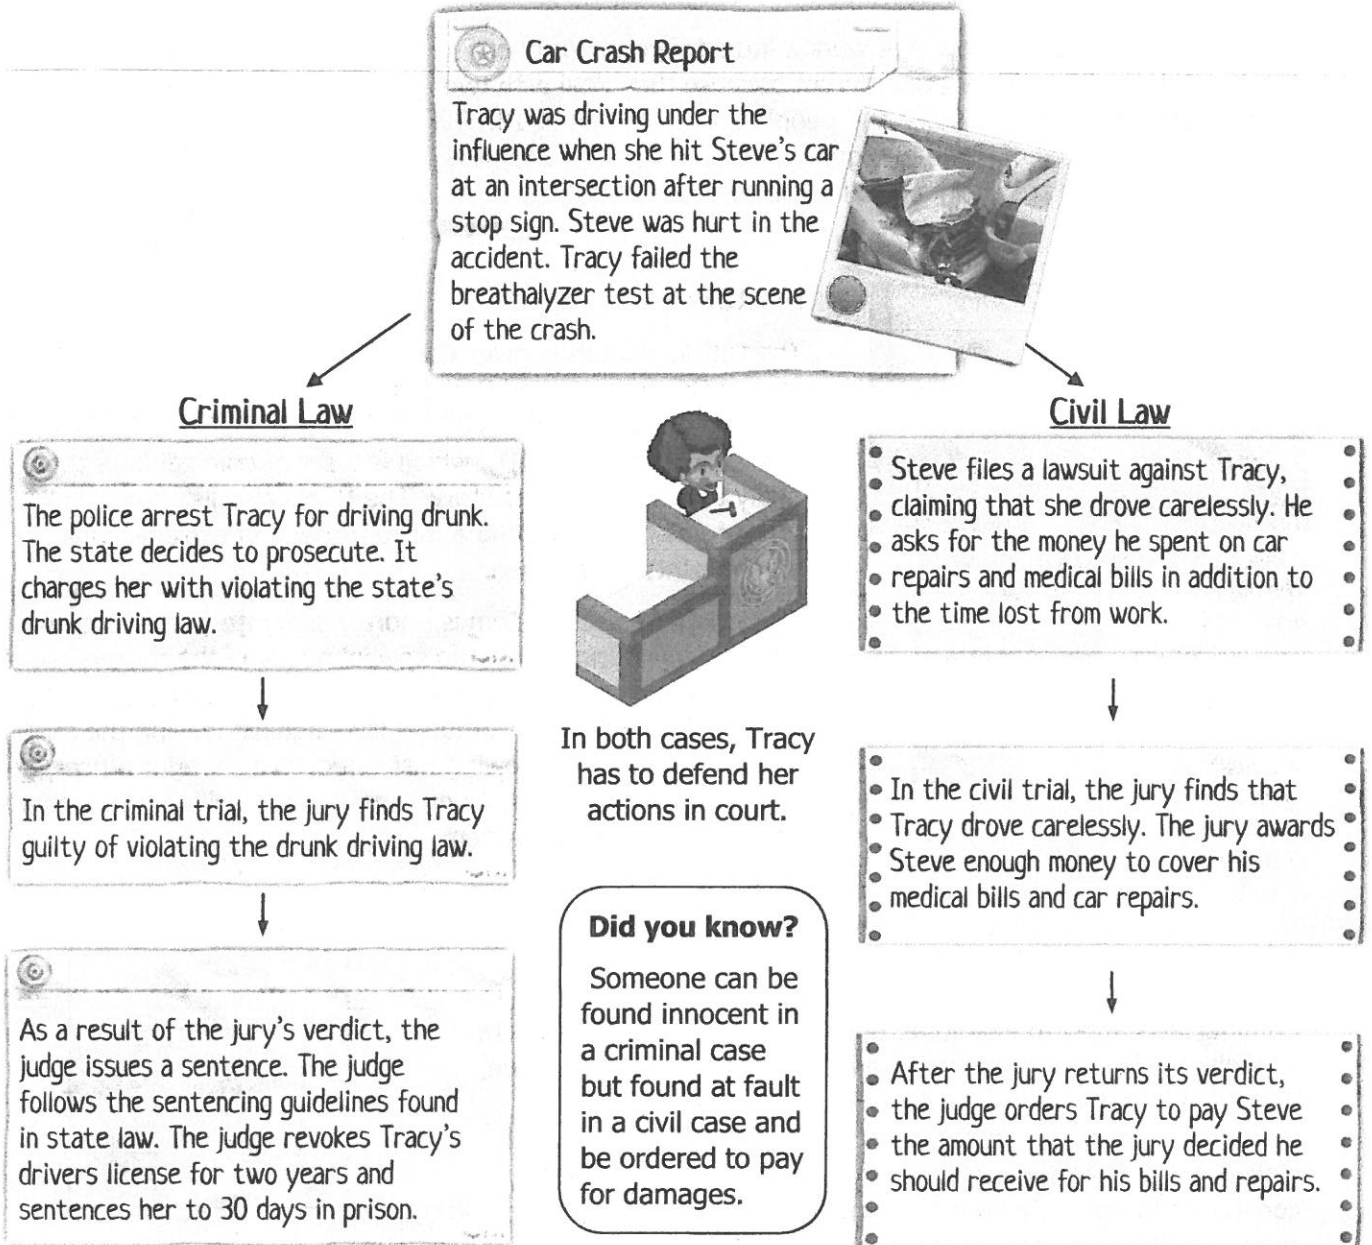 Car Crash Report
Tracy was driving under the
influence when she hit Steve's car
at an intersection after running a
stop sign. Steve was hurt in the
accident. Tracy failed the
breathalyzer test at the scene
of the crash.
Criminal Law
The police arrest Tracy for driving drunk.
The state decides to prosecute. It
charges her with violating the state's
drunk driving law.
In the criminal trial, the jury finds Tracy
guilty of violating the drunk driving law.
As a result of the jury's verdict, the
judge issues a sentence. The judge
follows the sentencing guidelines found
in state law. The judge revokes Tracy's
drivers license for two years and
sentences her to 30 days in prison.
In both cases, Tracy
has to defend her
actions in court.
Did you know?
Someone can be
found innocent in
a criminal case
but found at fault
in a civil case and
be ordered to pay
for damages.
Civil Law
Steve files a lawsuit against Tracy,
claiming that she drove carelessly. He
asks for the money he spent on car
repairs and medical bills in addition to
the time lost from work.
In the civil trial, the jury finds that
Tracy drove carelessly. The jury awards
Steve enough money to cover his
medical bills and car repairs.
After the jury returns its verdict,
the judge orders Tracy to pay Steve
the amount that the jury decided he
should receive for his bills and repairs.